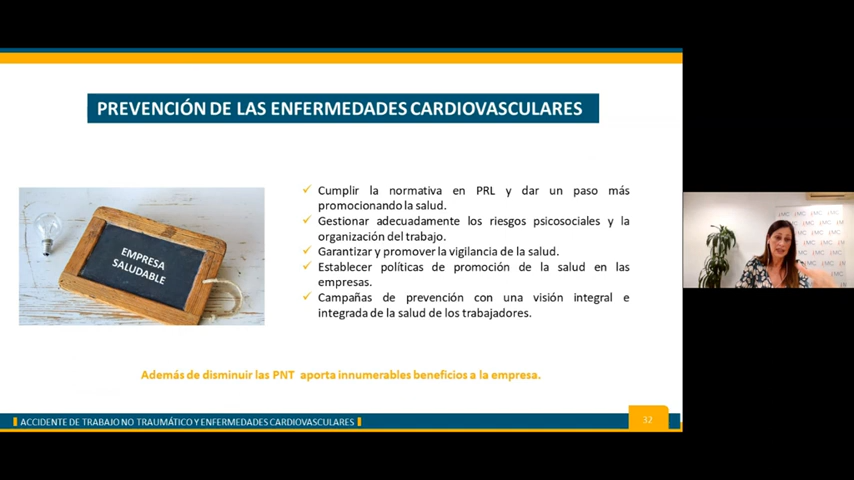 PREVENCIÓN DE LAS ENFERMEDADES CARDIOVASCULARES
EMPRESA
SALUDABLE
Cumplir la normativa en PRL y dar un paso más
promocionando la salud.
Gestionar adecuadamente los riesgos psicosociales y la
organización del trabajo.
Garantizar y promover la vigilancia de la salud.
Establecer políticas de promoción de la salud en las
empresas.
Campañas de prevención con una visión integral e
integrada de la salud de los trabajadores.
Además de disminuir las PNT aporta innumerables beneficios a la empresa.
ACCIDENTE DE TRABAJO NO TRAUMÁTICO Y ENFERMEDADES CARDIOVASCULARES
32